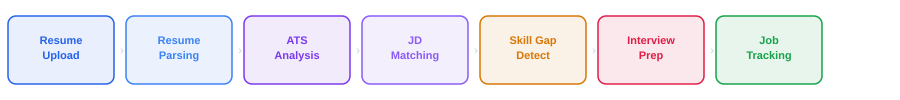 Resume
Upload
Resume
Parsing
ATS
Analysis
JD
Matching
Skill Gap
Detect
Interview
Prep
Job
Tracking